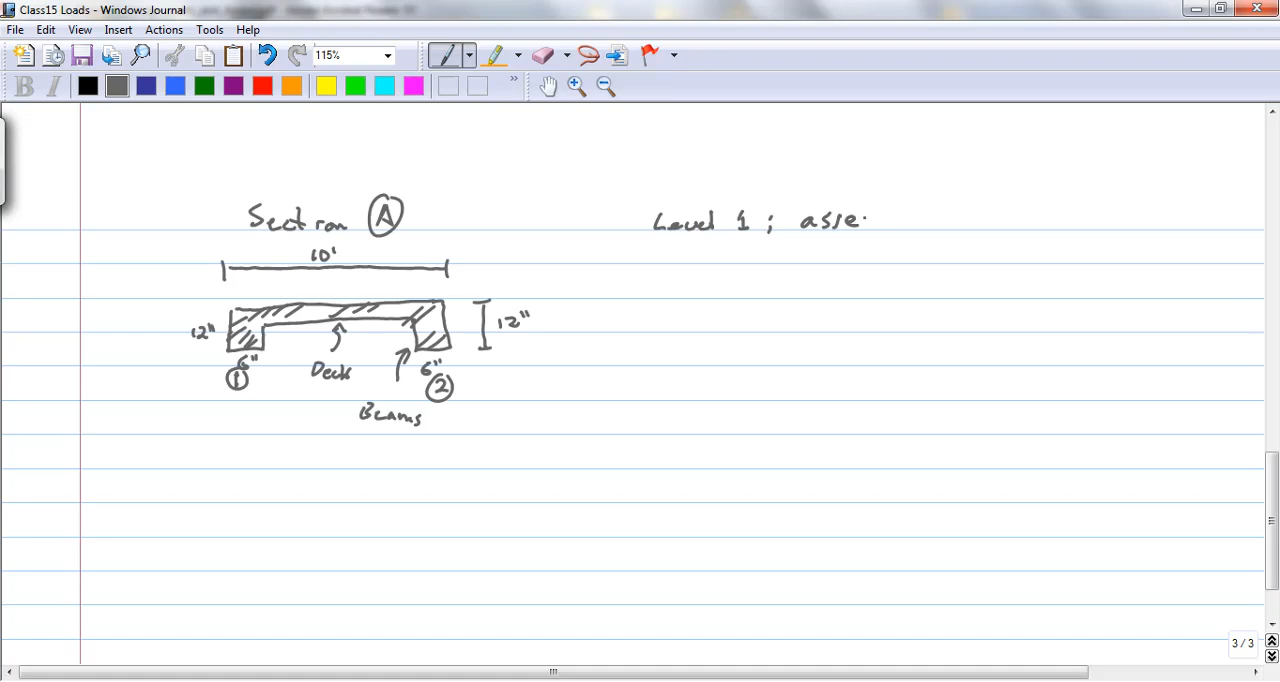 Class15 Loads - Windows Journal
File Edit View Insert Actions Tools Help
115%
B I
Section A
Level 1 ; asse
10'
12"
12"
6"
6"
1
Deck
2
Beams
3 / 3